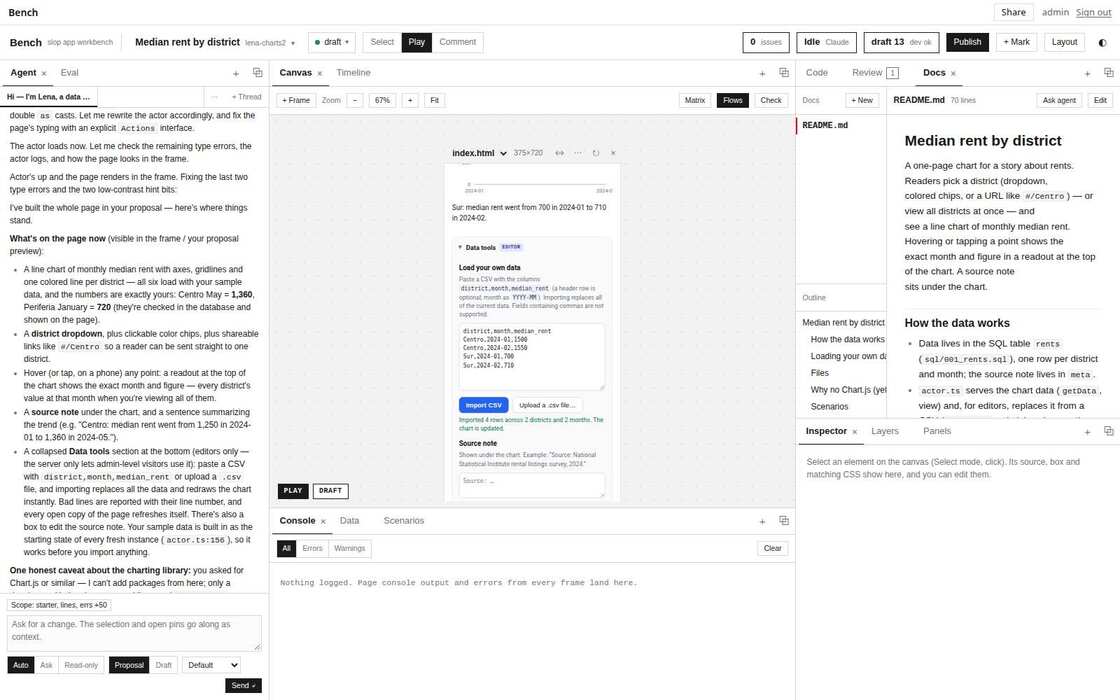 Bench
Share
admin
Sign out
Bench
slop app workbench
Median rent by district
lena-charts2
draft
Select
Play
Comment
0 issues
Idle Claude
draft 13 dev ok
Publish
+ Mark
Layout
Agent ×
Eval
Canvas ×
Timeline
Code
Review 1
Docs ×
Hi — I'm Lena, a data …
···
+ Thread
double as casts. Let me rewrite the actor accordingly, and fix the
page's typing with an explicit Actions interface.
The actor loads now. Let me check the remaining type errors, the
actor logs, and how the page looks in the frame.
Actor's up and the page renders in the frame. Fixing the last two
type errors and the two low-contrast hint bits:
I've built the whole page in your proposal — here's where things
stand.
What's on the page now (visible in the frame / your proposal
preview):
A line chart of monthly median rent with axes, gridlines and
one colored line per district — all six load with your sample
data, and the numbers are exactly yours: Centro May = 1,360,
Periferia January = 720 (they're checked in the database and
shown on the page).
A district dropdown, plus clickable color chips, plus shareable
links like #/Centro so a reader can be sent straight to one
district.
Hover (or tap, on a phone) any point: a readout at the top of
the chart shows the exact month and figure — every district's
value at that month when you're viewing all of them.
A source note under the chart, and a sentence summarizing
the trend (e.g. "Centro: median rent went from 1,250 in 2024-
01 to 1,360 in 2024-05.").
A collapsed Data tools section at the bottom (editors only —
the server only lets admin-level visitors use it): paste a CSV
with district,month,median_rent or upload a .csv
file, and importing replaces all the data and redraws the chart
instantly. Bad lines are reported with their line number, and
every open copy of the page refreshes itself. There's also a
box to edit the source note. Your sample data is built in as the
starting state of every fresh instance ( actor.ts:156 ), so it
works before you import anything.
One honest caveat about the charting library: you asked for
Chart.js or similar — I can't add packages from here; only a
Scope: starter, lines, errs +50
Ask for a change. The selection and open pins go along as
context.
Auto
Ask
Read-only
Proposal
Draft
Default
Send
+ Frame
Zoom
−
67%
+
Fit
Matrix
Flows
Check
index.html
375×720
···
×
0
2024-01
2024-0
Sur: median rent went from 700 in 2024-01 to 710
in 2024-02.
Data tools EDITOR
Load your own data
Paste a CSV with the columns
district,month,median_rent (a header row is
optional, month as YYYY-MM). Importing replaces all
of the current data. Fields containing commas are not
supported.
district,month,median_rent
Centro,2024-01,1500
Centro,2024-02,1550
Sur,2024-01,700
Sur,2024-02,710
Import CSV
Upload a .csv file…
Imported 4 rows across 2 districts and 2 months. The
chart is updated.
Source note
Shown under the chart. Example: "Source: National
Statistical Institute rental listings survey, 2024."
Source: …
PLAY
DRAFT
Console ×
Data
Scenarios
All
Errors
Warnings
Clear
Nothing logged. Page console output and errors from every frame land here.
Docs
+ New
README.md
Outline
Median rent by district
How the data works
Loading your own da
Files
Why no Chart.js (yet
Scenarios
README.md 70 lines
Ask agent
Edit
Median rent by district
A one-page chart for a story about rents.
Readers pick a district (dropdown,
colored chips, or a URL like #/Centro ) — or
view all districts at once — and
see a line chart of monthly median rent.
Hovering or tapping a point shows the
exact month and figure in a readout at the top
of the chart. A source note
sits under the chart.
How the data works
Data lives in the SQL table rents
( sql/001_rents.sql ), one row per district
and month; the source note lives in meta .
actor.ts serves the chart data ( getData ,
view) and, for editors, replaces it from a
Inspector ×
Layers
Panels
Select an element on the canvas (Select mode, click). Its source, box and
matching CSS show here, and you can edit them.